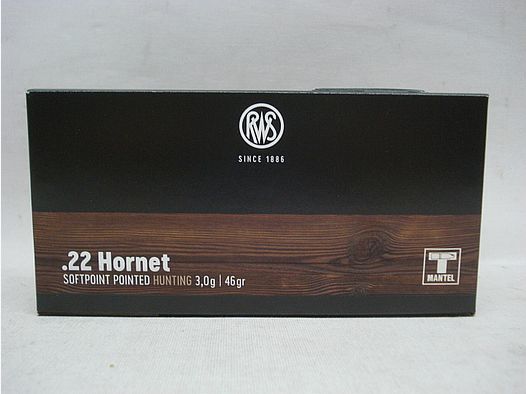 RWS
SINCE 1886
.22 Hornet
SOFTPOINT POINTED HUNTING 3,0g | 46gr
T
MANTEL